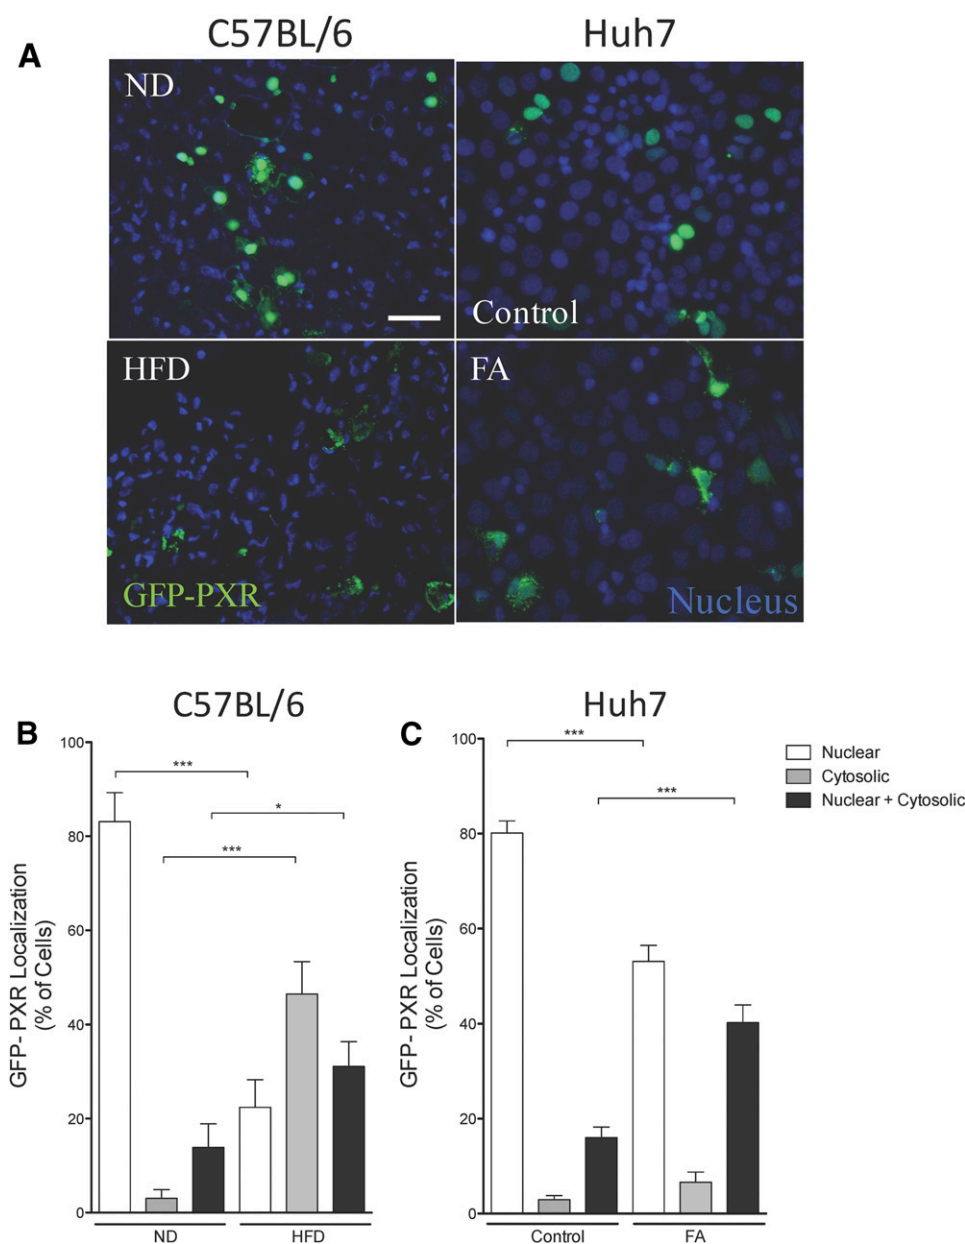 A
C57BL/6
Huh7
ND
Control
HFD
FA
GFP-PXR
Nucleus
B
C57BL/6
GFP- PXR Localization
(% of Cells)
100
80
60
40
20
0
***
*
***
ND
HFD
C
Huh7
GFP- PXR Localization
(% of Cells)
100
80
60
40
20
0
***
***
Control
FA
Nuclear
Cytosolic
Nuclear + Cytosolic